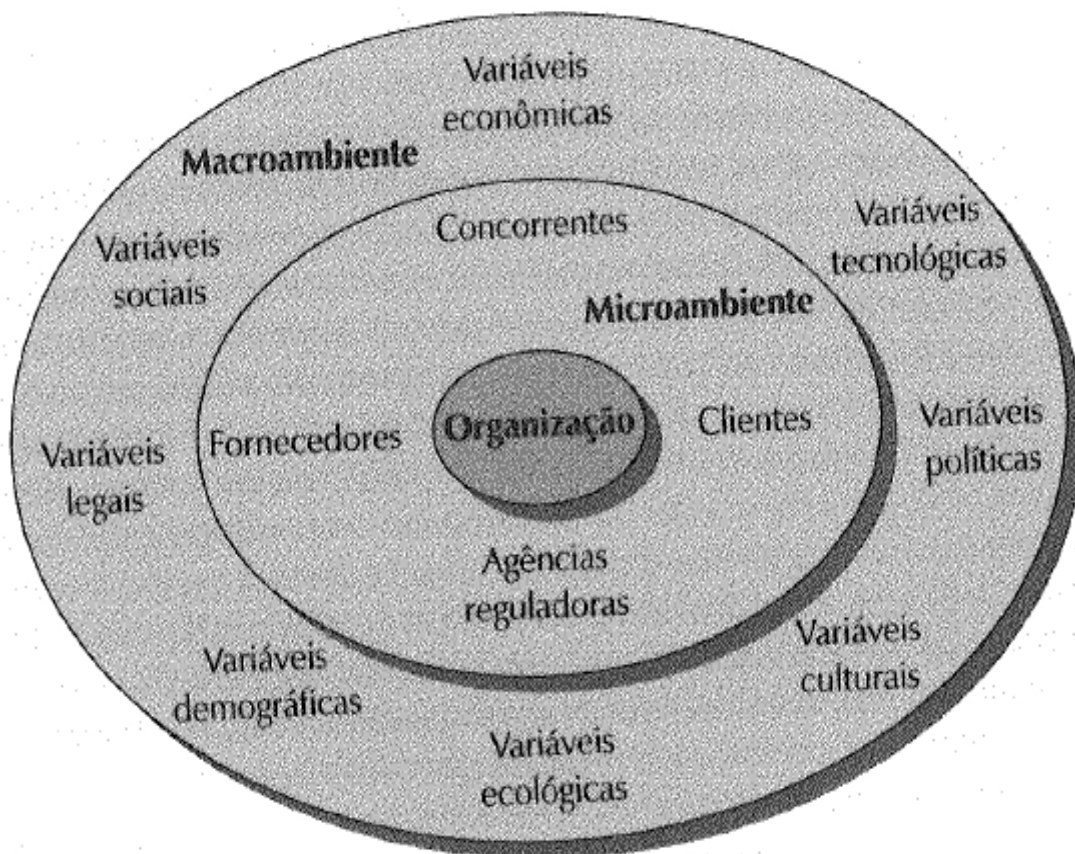 Variáveis
econômicas
Macroambiente
Concorrentes
Variáveis
tecnológicas
Variáveis
sociais
Microambiente
Organização
Clientes
Variáveis
políticas
Fornecedores
Variáveis
legais
Agências
reguladoras
Variáveis
culturais
Variáveis
demográficas
Variáveis
ecológicas